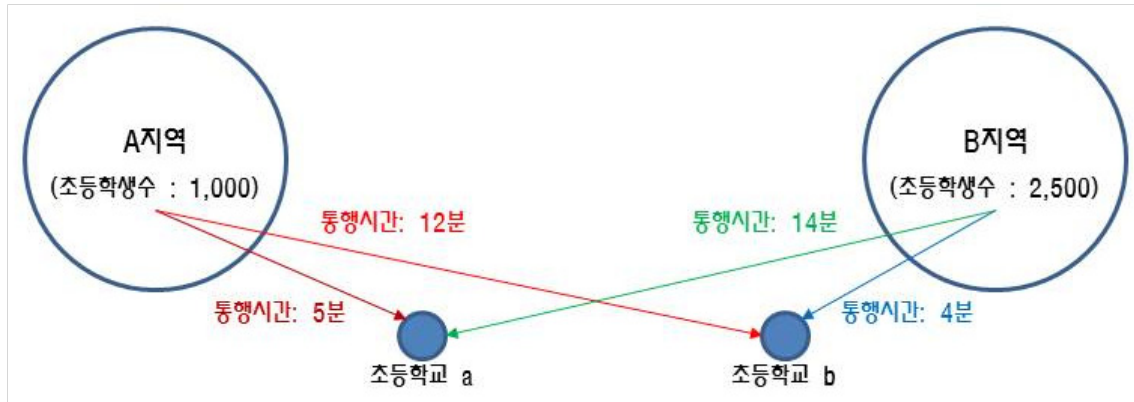 A지역
(초등학생수 : 1,000)
B지역
(초등학생수 : 2,500)
통행시간: 12분
통행시간: 14분
통행시간: 5분
통행시간: 4분
초등학교 a
초등학교 b